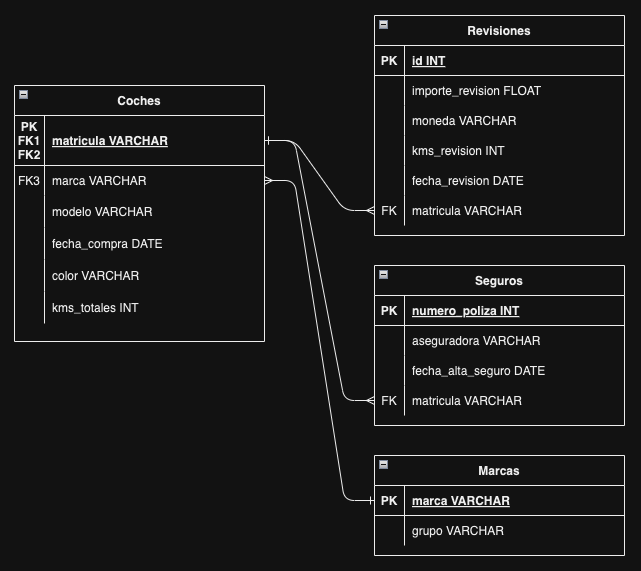 Coches
PK
FK1
FK2
matricula VARCHAR
FK3 marca VARCHAR
modelo VARCHAR
fecha_compra DATE
color VARCHAR
kms_totales INT
Revisiones
PK id INT
importe_revision FLOAT
moneda VARCHAR
kms_revision INT
fecha_revision DATE
FK matricula VARCHAR
Seguros
PK numero_poliza INT
aseguradora VARCHAR
fecha_alta_seguro DATE
FK matricula VARCHAR
Marcas
PK marca VARCHAR
grupo VARCHAR